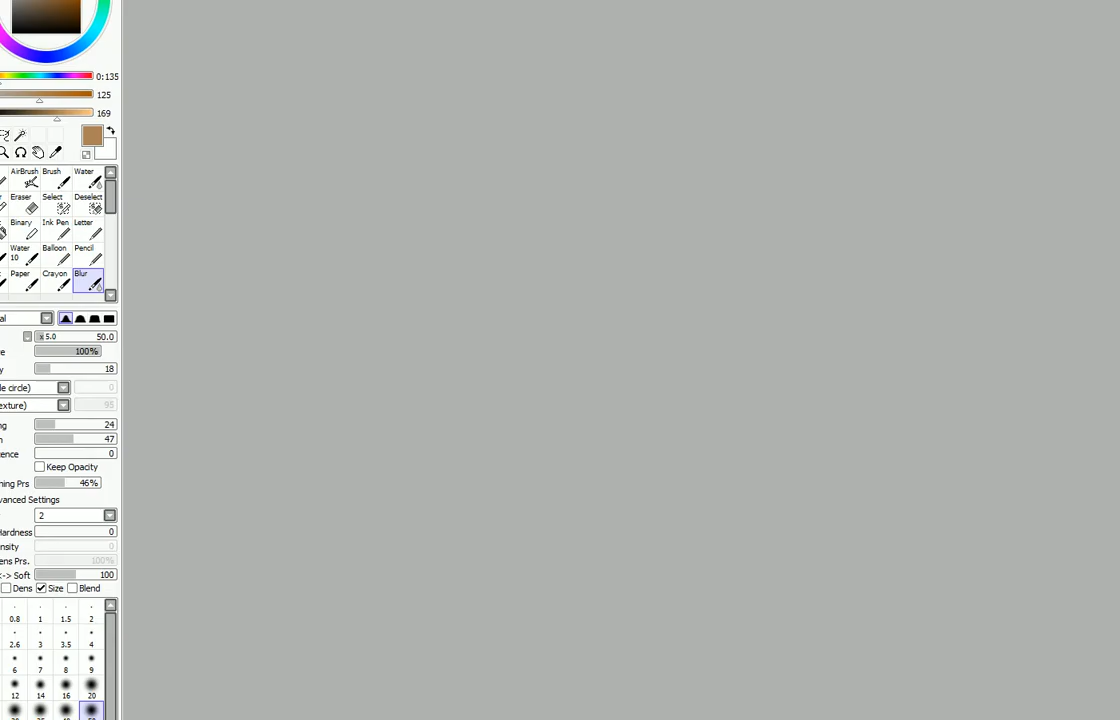 0:135
125
169
AirBrush Brush Water
Eraser Select Deselect
Binary Ink Pen Letter
Water 10 Balloon Pencil
Paper Crayon Blur
al
x 5.0 50.0
e 100%
y 18
le circle) 0
exture) 95
ng 24
n 47
tence 0
Keep Opacity
ning Prs 46%
vanced Settings
2
Hardness 0
nsity 0
ens Prs. 100%
<-> Soft 100
Dens Size Blend
0.8 1 1.5 2
2.6 3 3.5 4
6 7 8 9
12 14 16 20